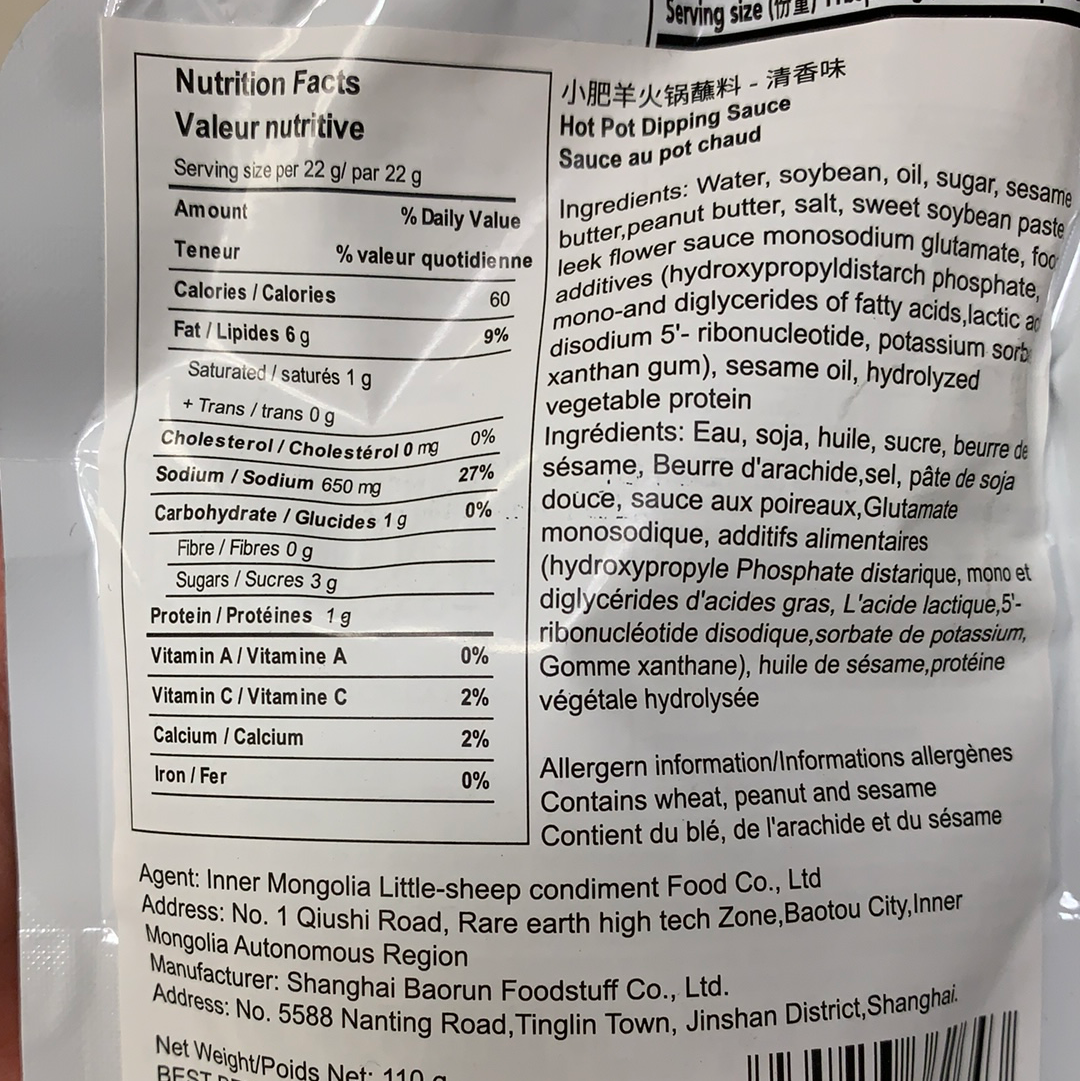 Serving size (份量)
Nutrition Facts
Valeur nutritive
Serving size per 22 g/ par 22 g
Amount % Daily Value
Teneur % valeur quotidienne
Calories / Calories 60
Fat / Lipides 6 g 9%
Saturated / saturés 1 g
+ Trans / trans 0 g
Cholesterol / Cholestérol 0 mg 0%
Sodium / Sodium 650 mg 27%
Carbohydrate / Glucides 1 g 0%
Fibre / Fibres 0 g
Sugars / Sucres 3 g
Protein / Protéines 1 g
Vitamin A / Vitamine A 0%
Vitamin C / Vitamine C 2%
Calcium / Calcium 2%
Iron / Fer 0%
小肥羊火锅蘸料 - 清香味
Hot Pot Dipping Sauce
Sauce au pot chaud
Ingredients: Water, soybean, oil, sugar, sesame
butter,peanut butter, salt, sweet soybean paste
leek flower sauce monosodium glutamate,
additives (hydroxypropyldistarch phosphate,
mono-and diglycerides of fatty acids,lactic
disodium 5'- ribonucleotide, potassium
xanthan gum), sesame oil, hydrolyzed
vegetable protein
Ingrédients: Eau, soja, huile, sucre, beurre de
sésame, Beurre d'arachide,sel, pâte de soja
douce, sauce aux poireaux,Glutamate
monosodique, additifs alimentaires
(hydroxypropyle Phosphate distarique, mono et
diglycérides d'acides gras, L'acide lactique,5'-
ribonucléotide disodique,sorbate de potassium,
Gomme xanthane), huile de sésame,protéine
végétale hydrolysée
Allergern information/Informations allergènes
Contains wheat, peanut and sesame
Contient du blé, de l'arachide et du sésame
Agent: Inner Mongolia Little-sheep condiment Food Co., Ltd
Address: No. 1 Qiushi Road, Rare earth high tech Zone,Baotou City,Inner
Mongolia Autonomous Region
Manufacturer: Shanghai Baorun Foodstuff Co., Ltd.
Address: No. 5588 Nanting Road,Tinglin Town, Jinshan District,Shanghai.
Net Weight/Poids Net: 110 g
BEST